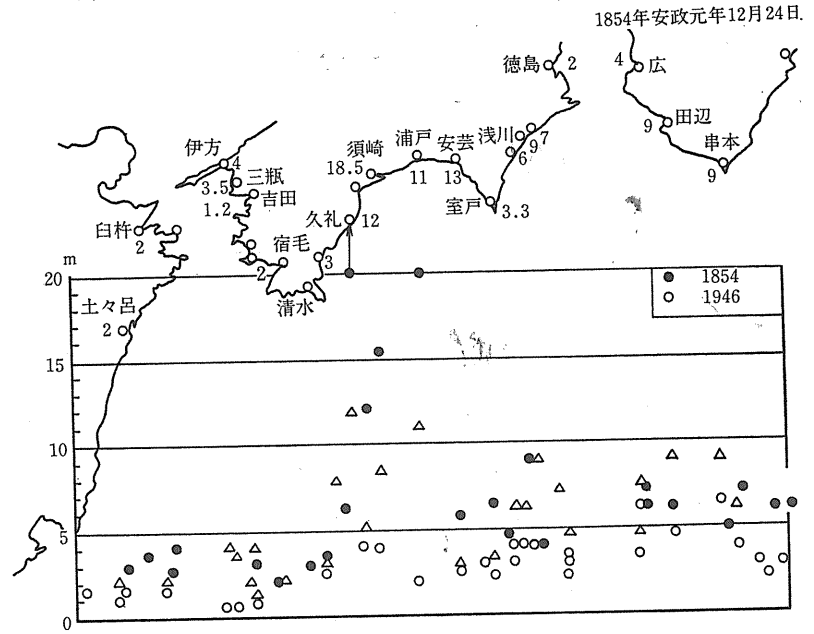 1854年安政元年12月24日.
徳島 2
4 広
田辺
9
串本
9
伊方
4
三瓶
3.5
吉田
1.2
臼杵
2
須崎
18.5
浦戸
11
安芸
13
浅川
7
9
6
室戸
3.3
久礼 12
宿毛
2
3
清水
土々呂
2
m
20
15
10
5
0
● 1854
○ 1946